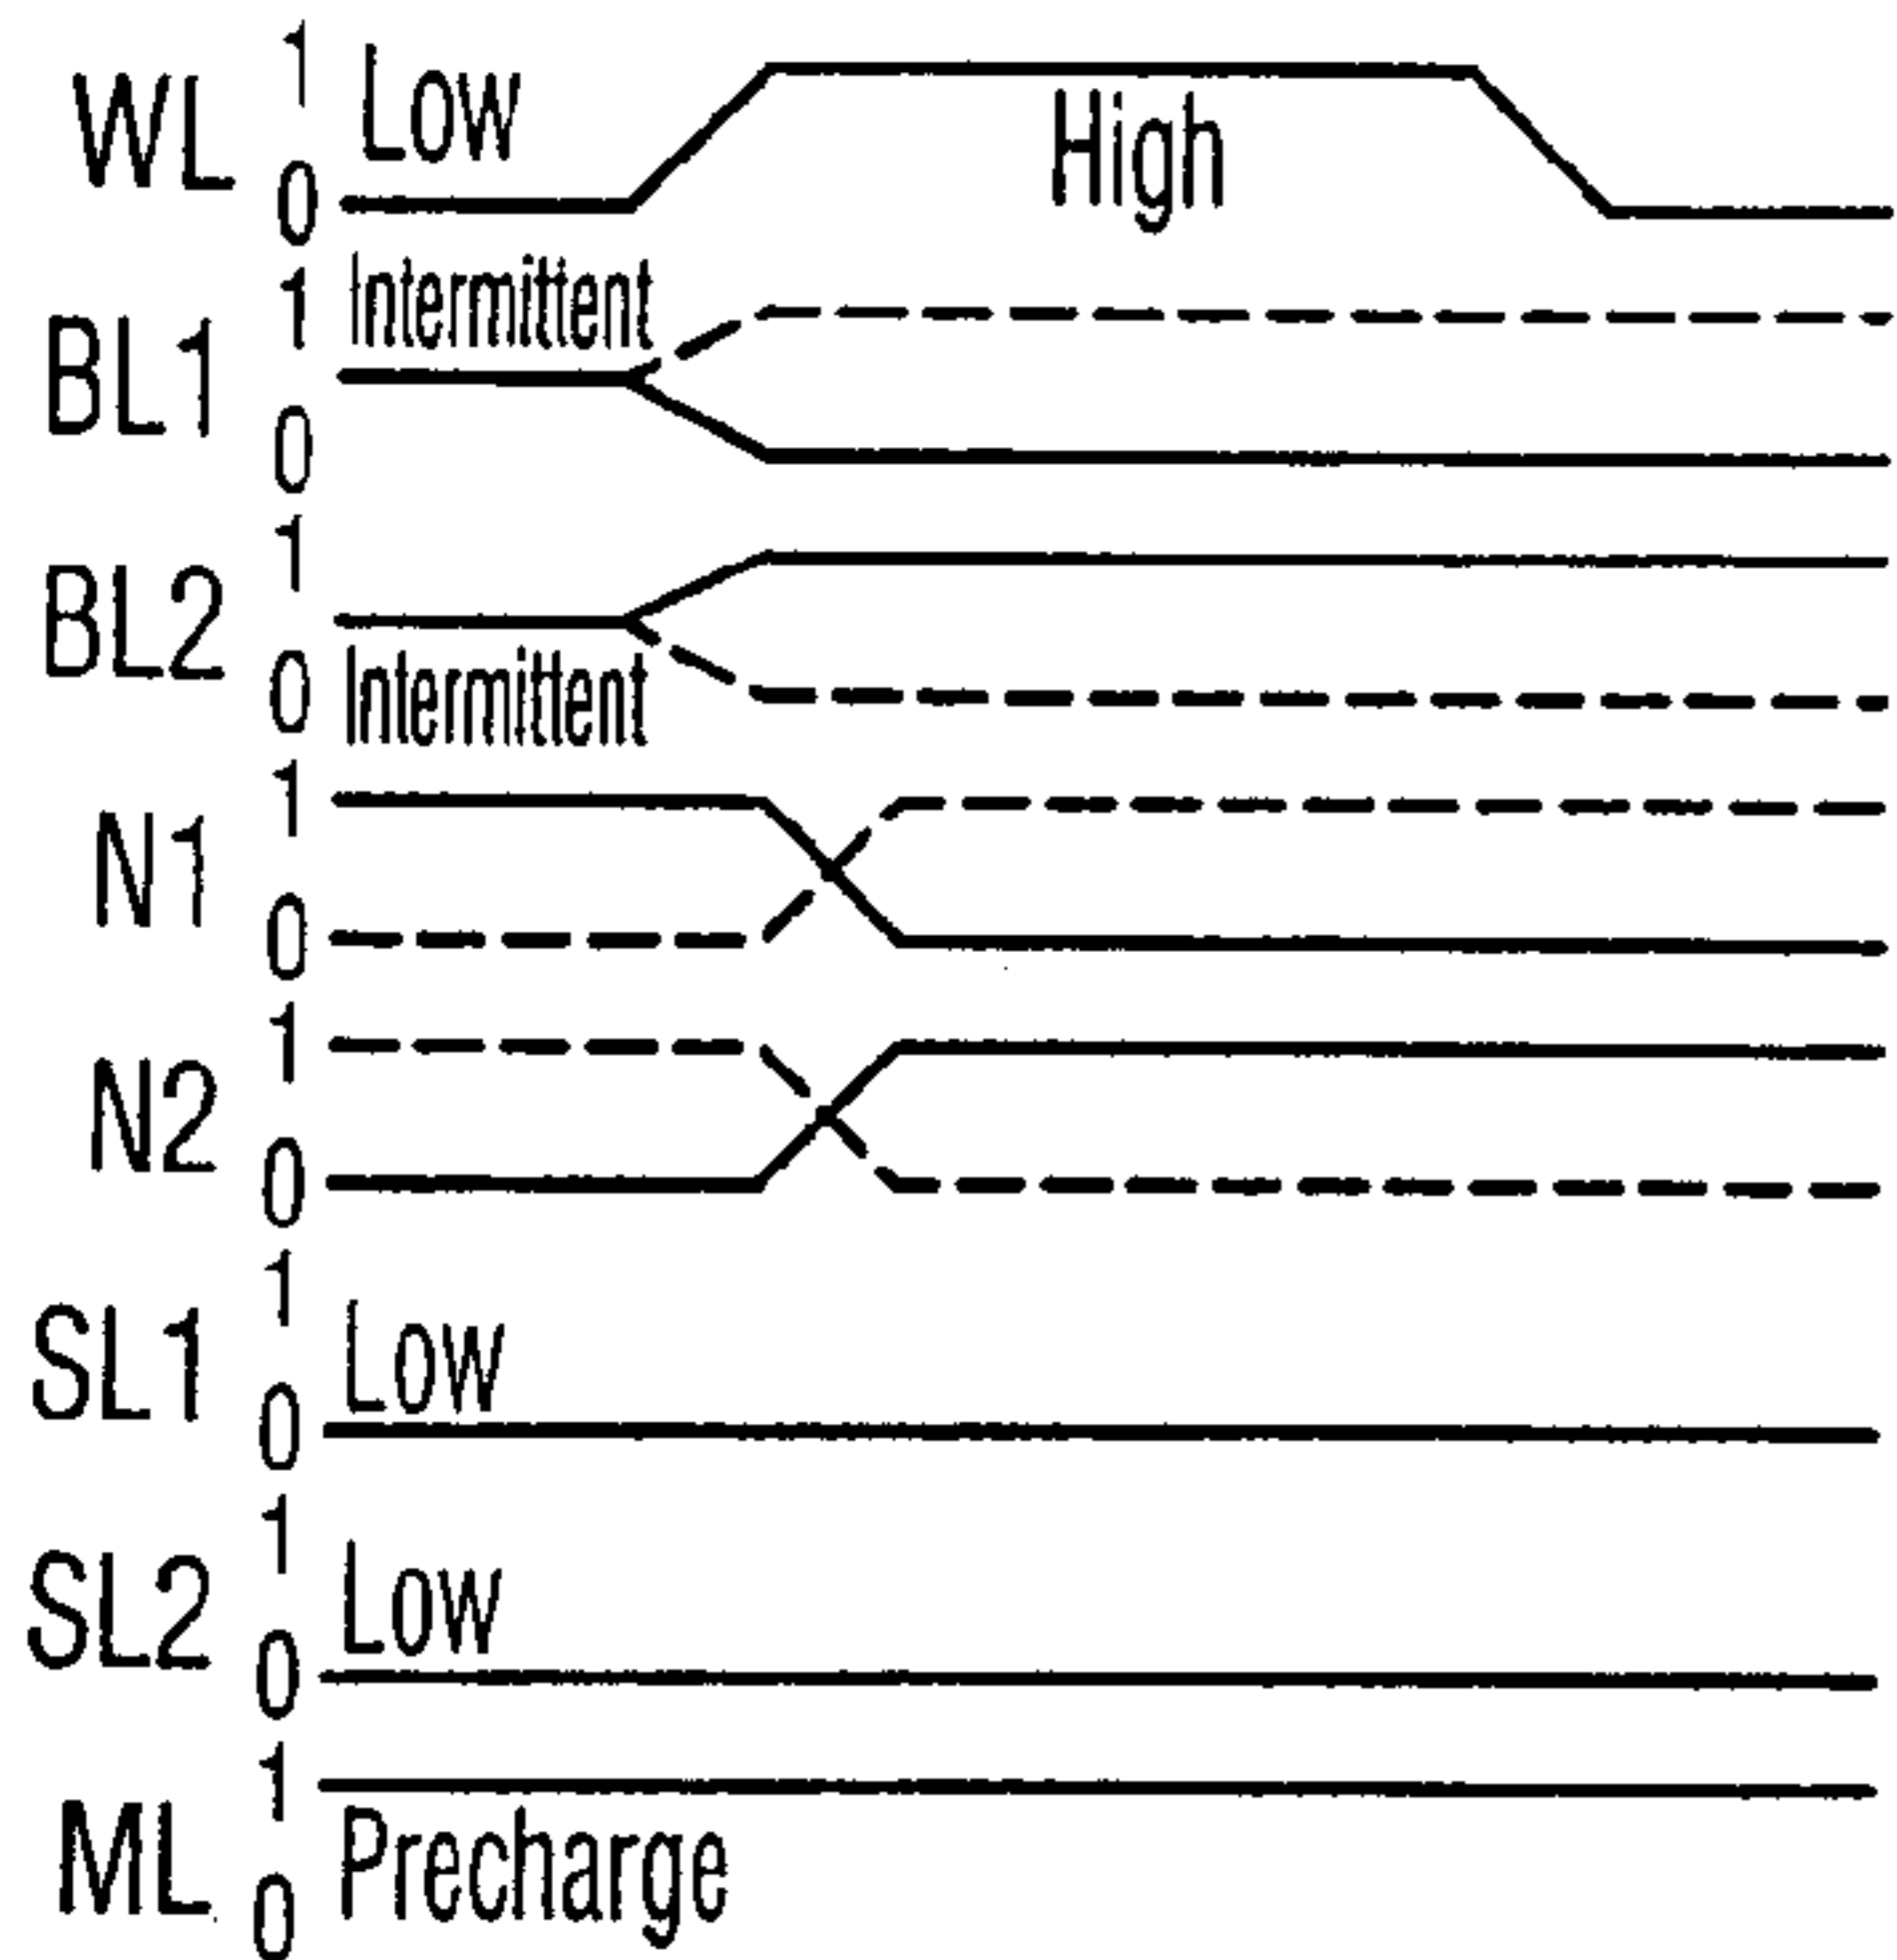 WL 1 Low
0 High
BL1 1 Intermittent
0
BL2 1
0 Intermittent
N1 1
0
N2 1
0
SL1 1 Low
0
SL2 1 Low
0
ML 1
0 Precharge